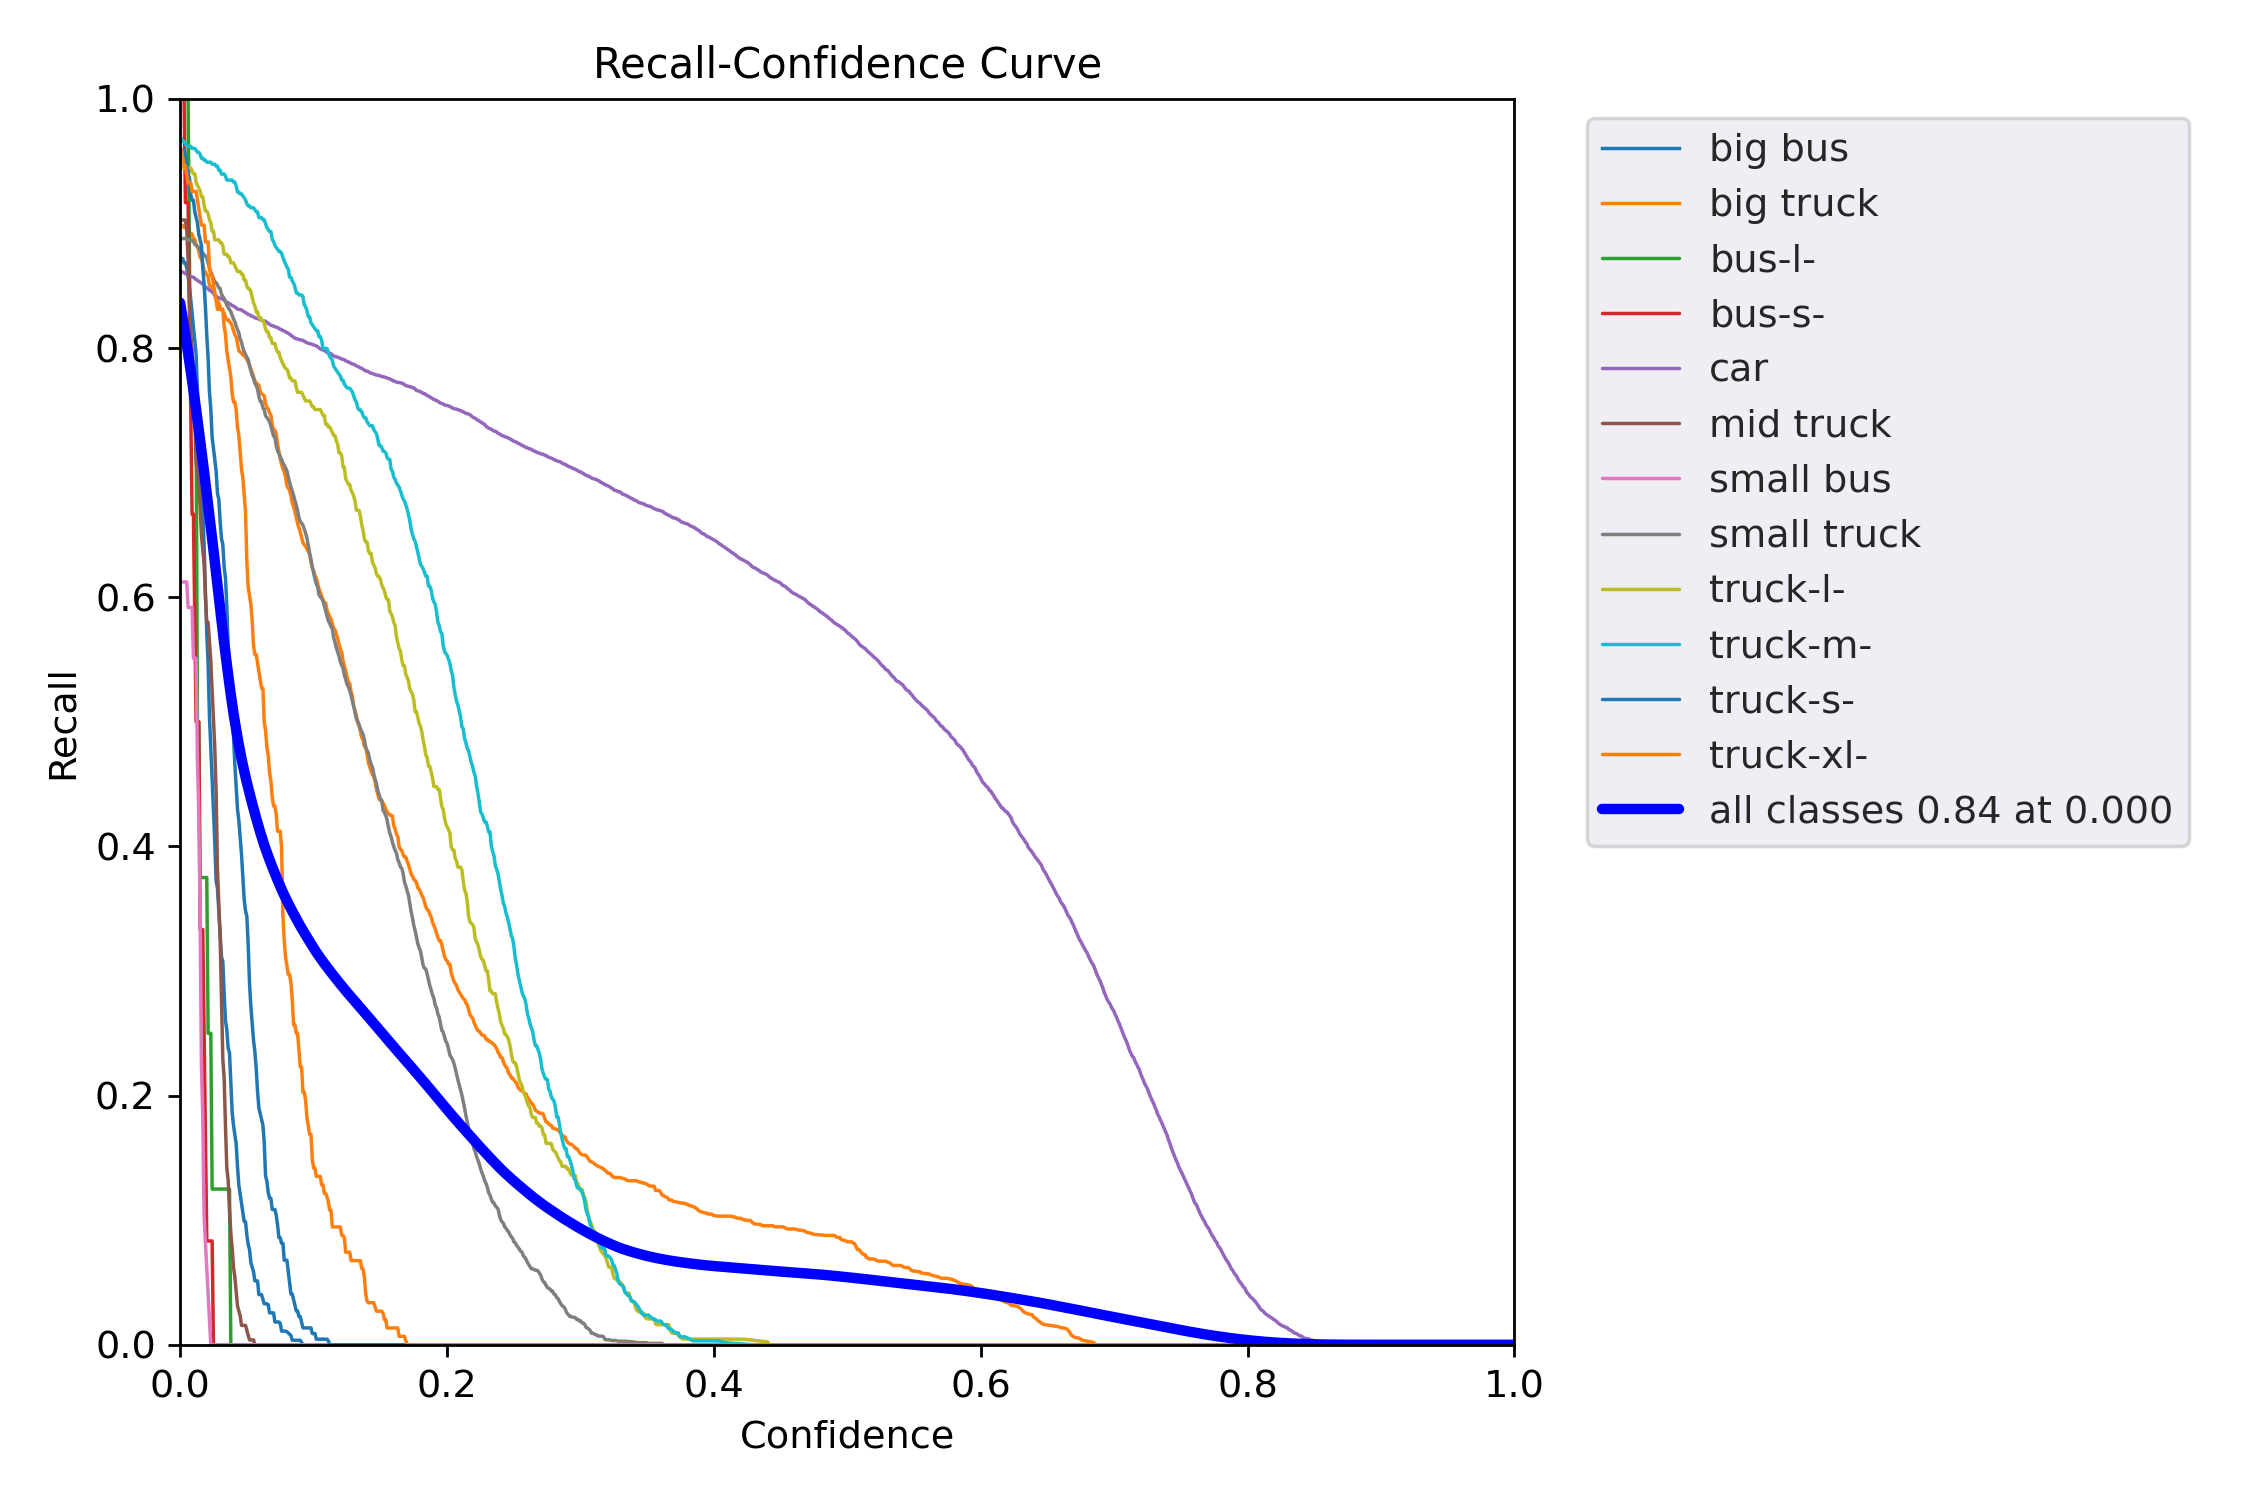 Recall-Confidence Curve
1.0
0.8
0.6
0.4
0.2
0.0
Recall
0.0 0.2 0.4 0.6 0.8 1.0
Confidence
big bus
big truck
bus-l-
bus-s-
car
mid truck
small bus
small truck
truck-l-
truck-m-
truck-s-
truck-xl-
all classes 0.84 at 0.000